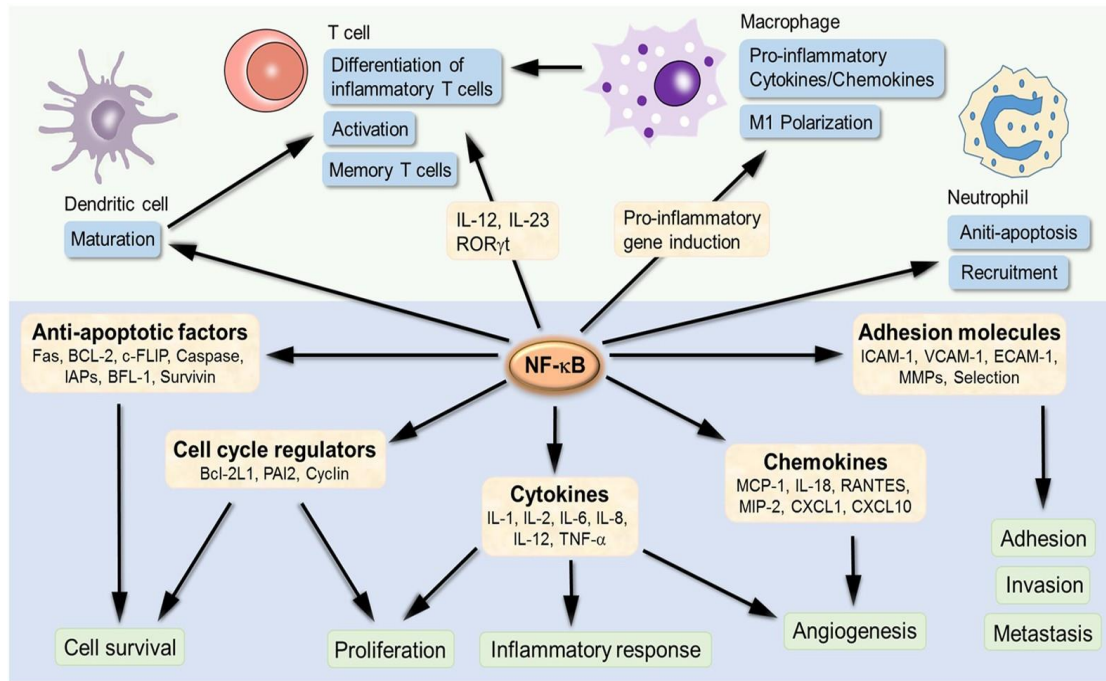 T cell
Differentiation of
inflammatory T cells
Activation
Memory T cells
Macrophage
Pro-inflammatory
Cytokines/Chemokines
M1 Polarization
Dendritic cell
Maturation
IL-12, IL-23
RORγt
Pro-inflammatory
gene induction
Neutrophil
Aniti-apoptosis
Recruitment
Anti-apoptotic factors
Fas, BCL-2, c-FLIP, Caspase,
IAPs, BFL-1, Survivin
NF-κB
Adhesion molecules
ICAM-1, VCAM-1, ECAM-1,
MMPs, Selection
Cell cycle regulators
Bcl-2L1, PAI2, Cyclin
Cytokines
IL-1, IL-2, IL-6, IL-8,
IL-12, TNF-α
Chemokines
MCP-1, IL-18, RANTES,
MIP-2, CXCL1, CXCL10
Adhesion
Invasion
Metastasis
Cell survival
Proliferation
Inflammatory response
Angiogenesis